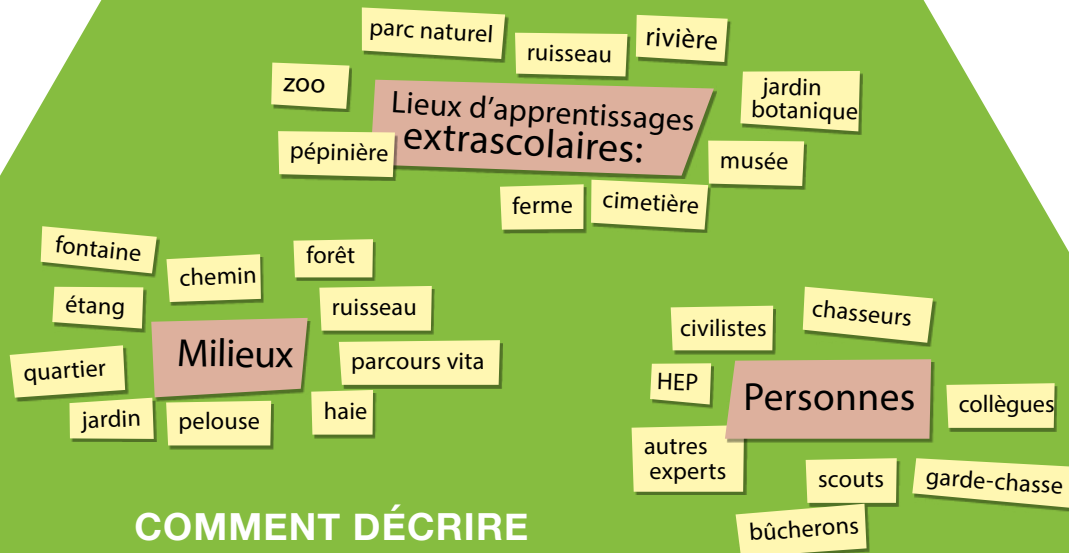 parc naturel
ruisseau
rivière
zoo
Lieux d'apprentissages
extrascolaires:
jardin
botanique
pépinière
musée
ferme
cimetière
fontaine
chemin
forêt
étang
ruisseau
Milieux
quartier
parcours vita
jardin
pelouse
haie
civilistes
chasseurs
HEP
Personnes
collègues
autres
experts
scouts
garde-chasse
bûcherons
COMMENT DÉCRIRE